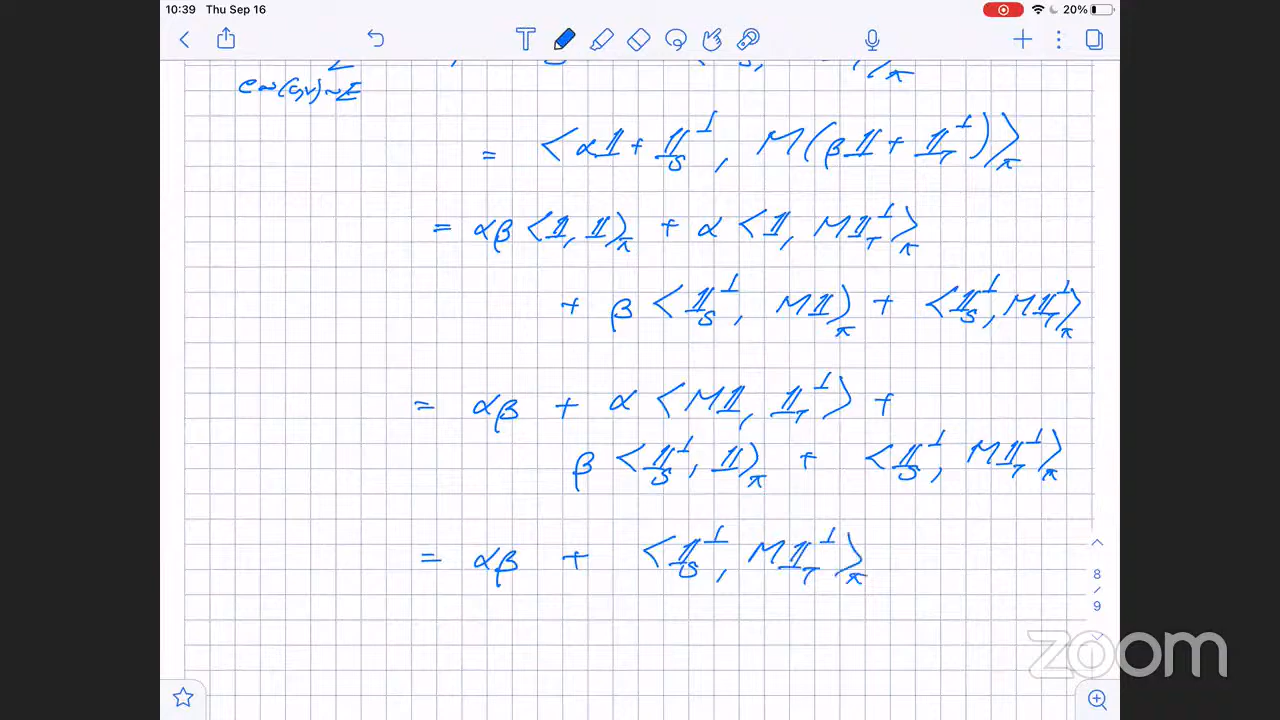 10:39 Thu Sep 16 20%
e~(u,v)~E
= ⟨α𝟙 + 𝟙_S^⊥, M(β𝟙 + 𝟙_T^⊥)⟩_π
= αβ ⟨𝟙, 𝟙⟩_π + α ⟨𝟙, M𝟙_T^⊥⟩_π
+ β ⟨𝟙_S^⊥, M𝟙⟩_π + ⟨𝟙_S^⊥, M𝟙_T^⊥⟩_π
= αβ + α ⟨M𝟙, 𝟙_T^⊥⟩ +
β ⟨𝟙_S^⊥, 𝟙⟩_π + ⟨𝟙_S^⊥, M𝟙_T^⊥⟩_π
= αβ + ⟨𝟙_S^⊥, M𝟙_T^⊥⟩_π
8
/
9
zoom